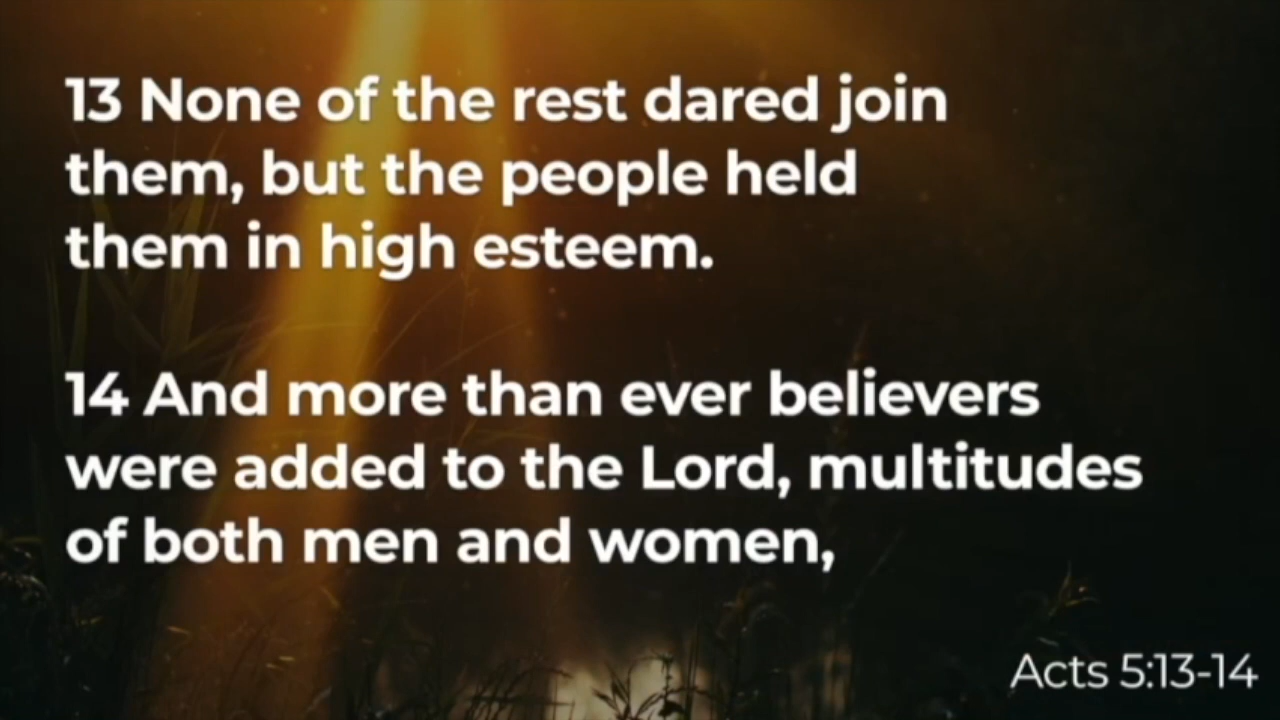 13 None of the rest dared join
them, but the people held
them in high esteem.
14 And more than ever believers
were added to the Lord, multitudes
of both men and women,
Acts 5:13-14